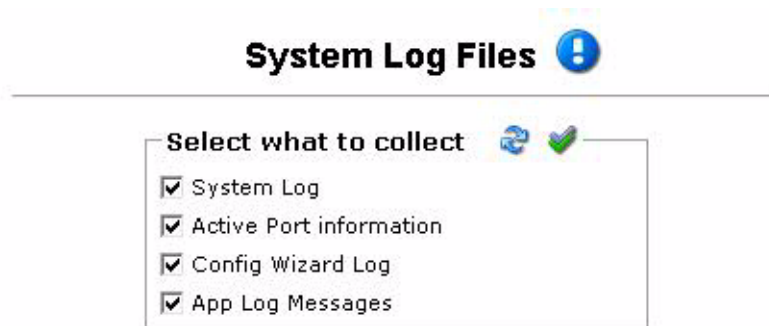 System Log Files
Select what to collect
System Log
Active Port information
Config Wizard Log
App Log Messages